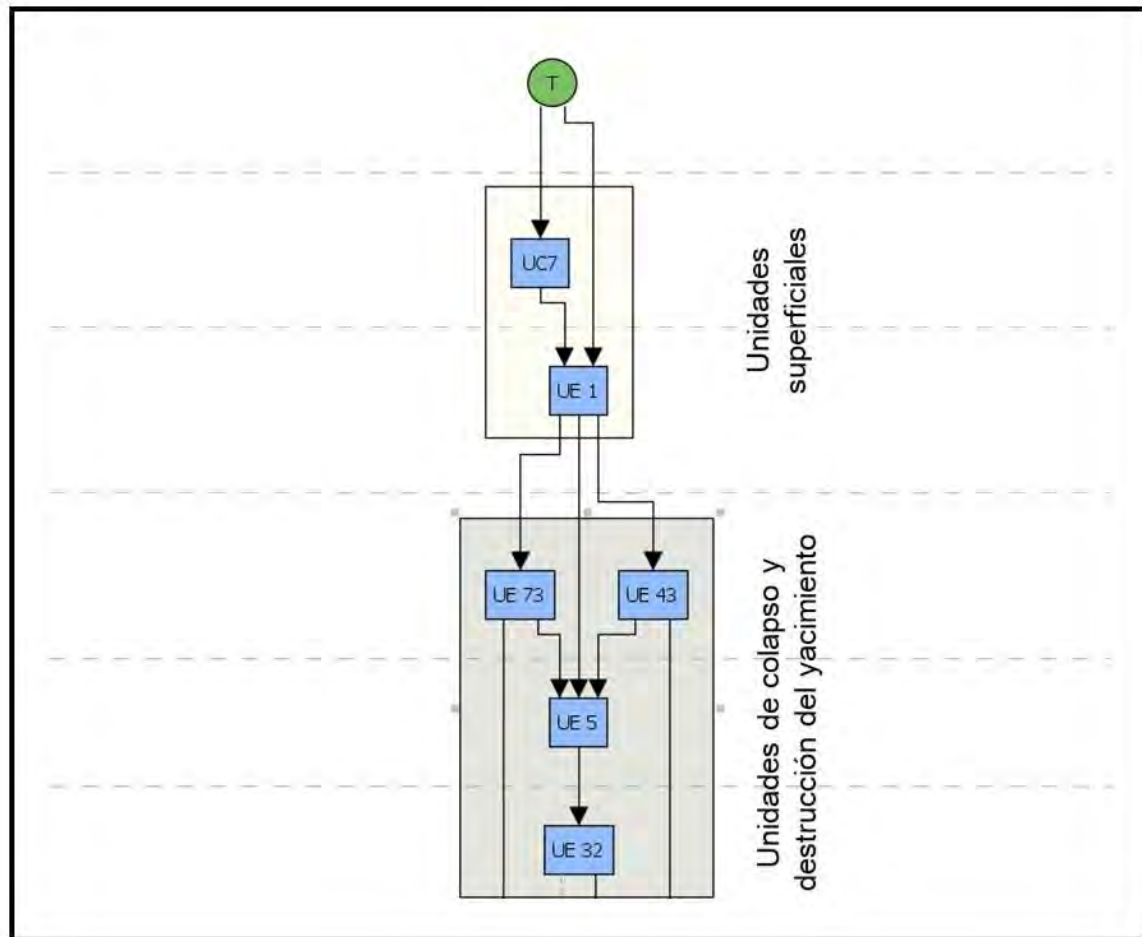 T
UC7
UE 1
Unidades
superficiales
UE 73
UE 43
UE 5
UE 32
Unidades de colapso y
destrucción del yacimiento